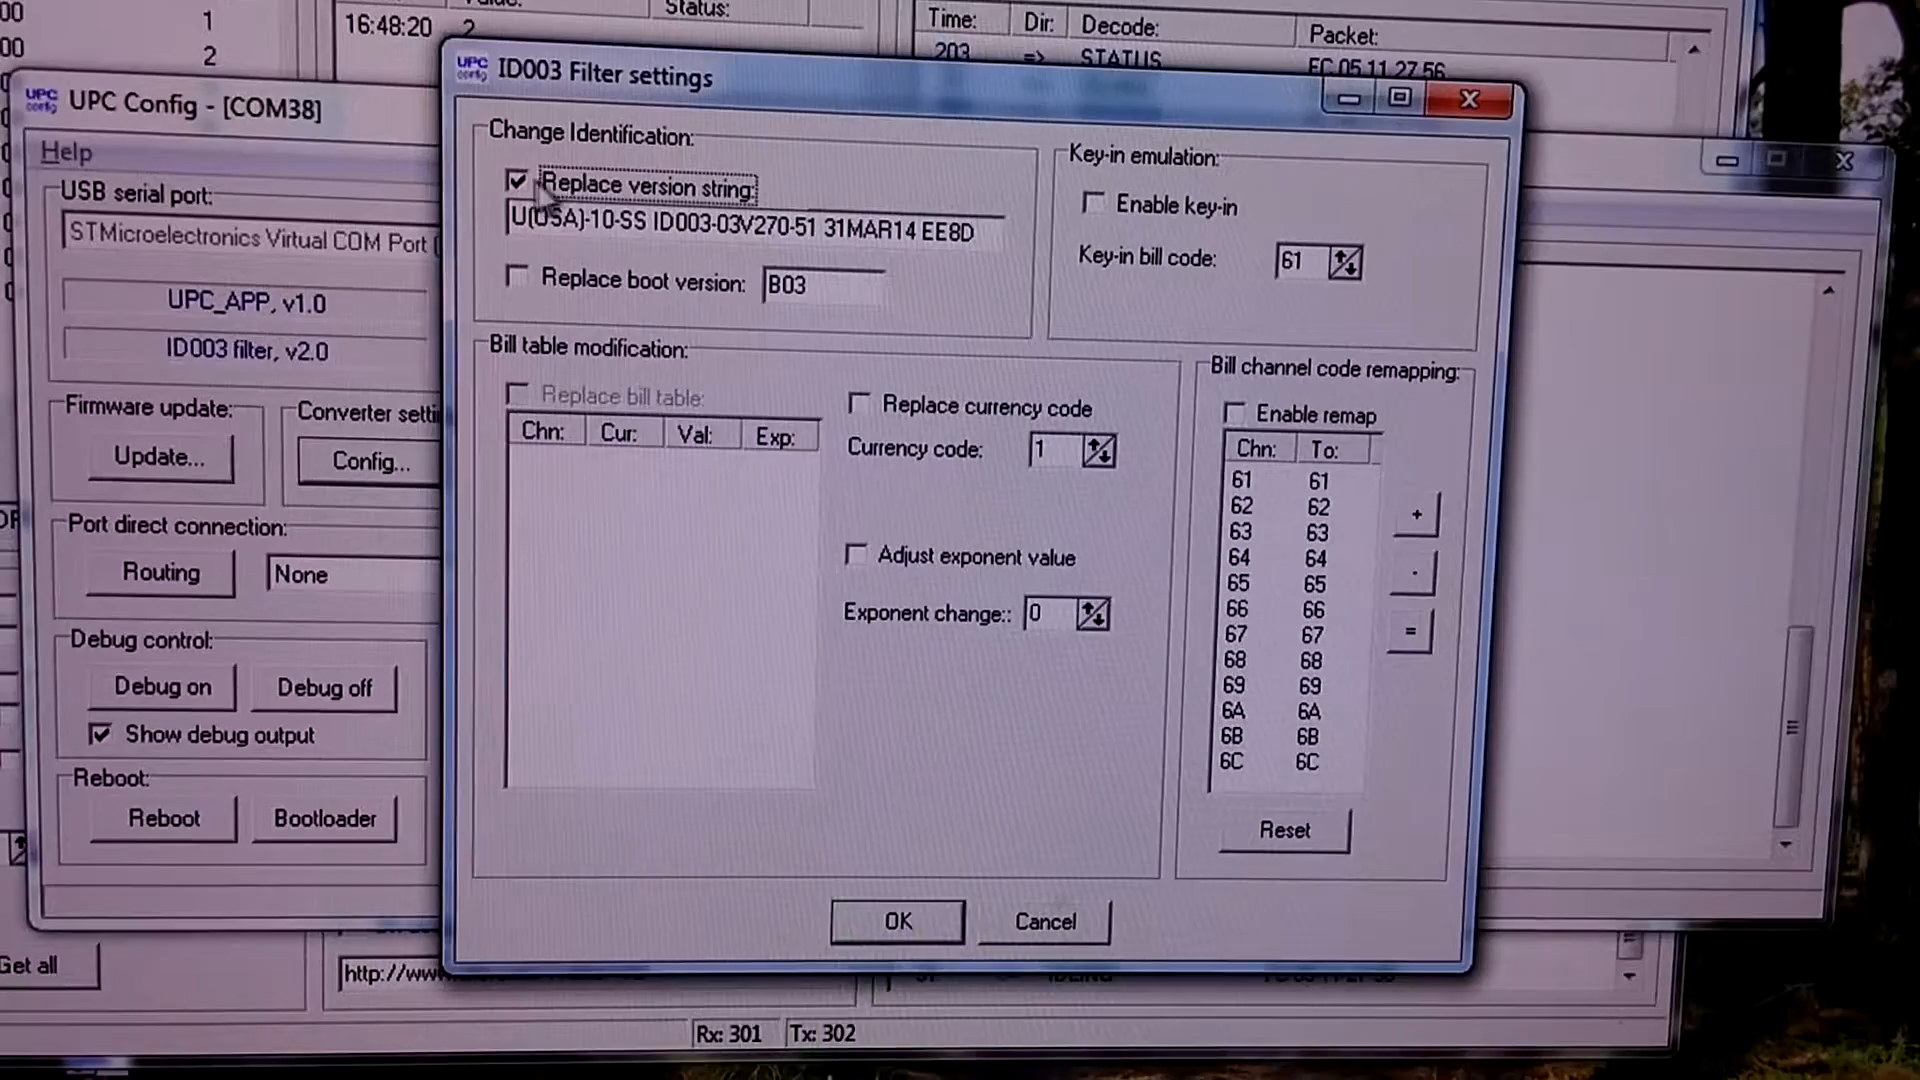 00
1
00
2
16:48:20
2
Status:
Time:
Dir:
Decode:
Packet:
203
=>
STATUS
FC 05 11 27 56
UPC config
UPC Config - [COM38]
Help
USB serial port:
STMicroelectronics Virtual COM Port (
UPC_APP, v1.0
ID003 filter, v2.0
Firmware update:
Update...
Converter setti
Config...
Port direct connection:
Routing
None
Debug control:
Debug on
Debug off
Show debug output
Reboot:
Reboot
Bootloader
Get all
http://ww
Rx: 301
Tx: 302
UPC config
ID003 Filter settings
Change Identification:
Replace version string:
U(USA)-10-SS ID003-03V270-51 31MAR14 EE8D
Replace boot version:
B03
Key-in emulation:
Enable key-in
Key-in bill code:
61
Bill table modification:
Replace bill table:
Chn:
Cur:
Val:
Exp:
Replace currency code
Currency code:
1
Adjust exponent value
Exponent change::
0
Bill channel code remapping:
Enable remap
Chn:
To:
61 61
62 62
63 63
64 64
65 65
66 66
67 67
68 68
69 69
6A 6A
6B 6B
6C 6C
+
-
=
Reset
OK
Cancel